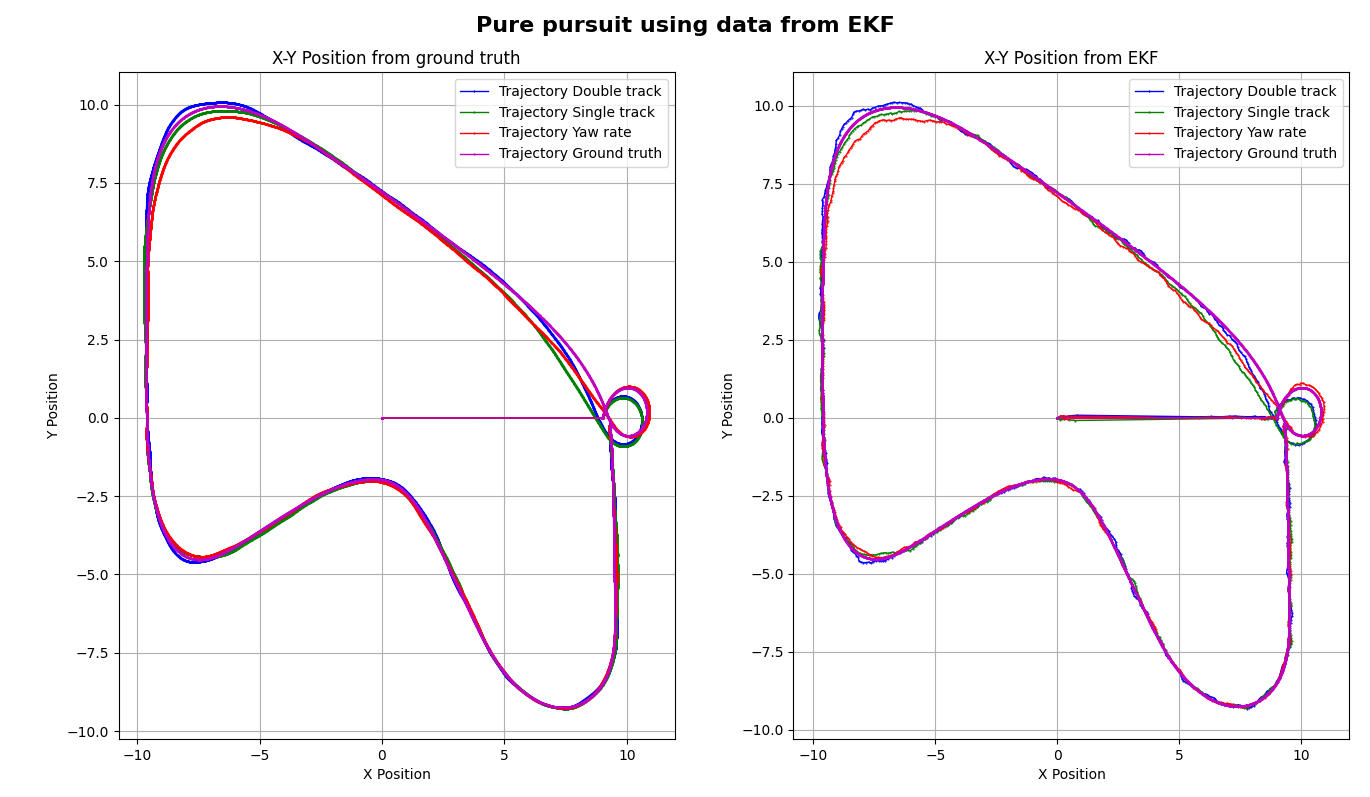 Pure pursuit using data from EKF
X-Y Position from ground truth
Trajectory Double track
Trajectory Single track
Trajectory Yaw rate
Trajectory Ground truth
10.0
7.5
5.0
2.5
0.0
−2.5
−5.0
−7.5
−10.0
Y Position
−10
−5
0
5
10
X Position
X-Y Position from EKF
Trajectory Double track
Trajectory Single track
Trajectory Yaw rate
Trajectory Ground truth
10.0
7.5
5.0
2.5
0.0
−2.5
−5.0
−7.5
−10.0
Y Position
−10
−5
0
5
10
X Position